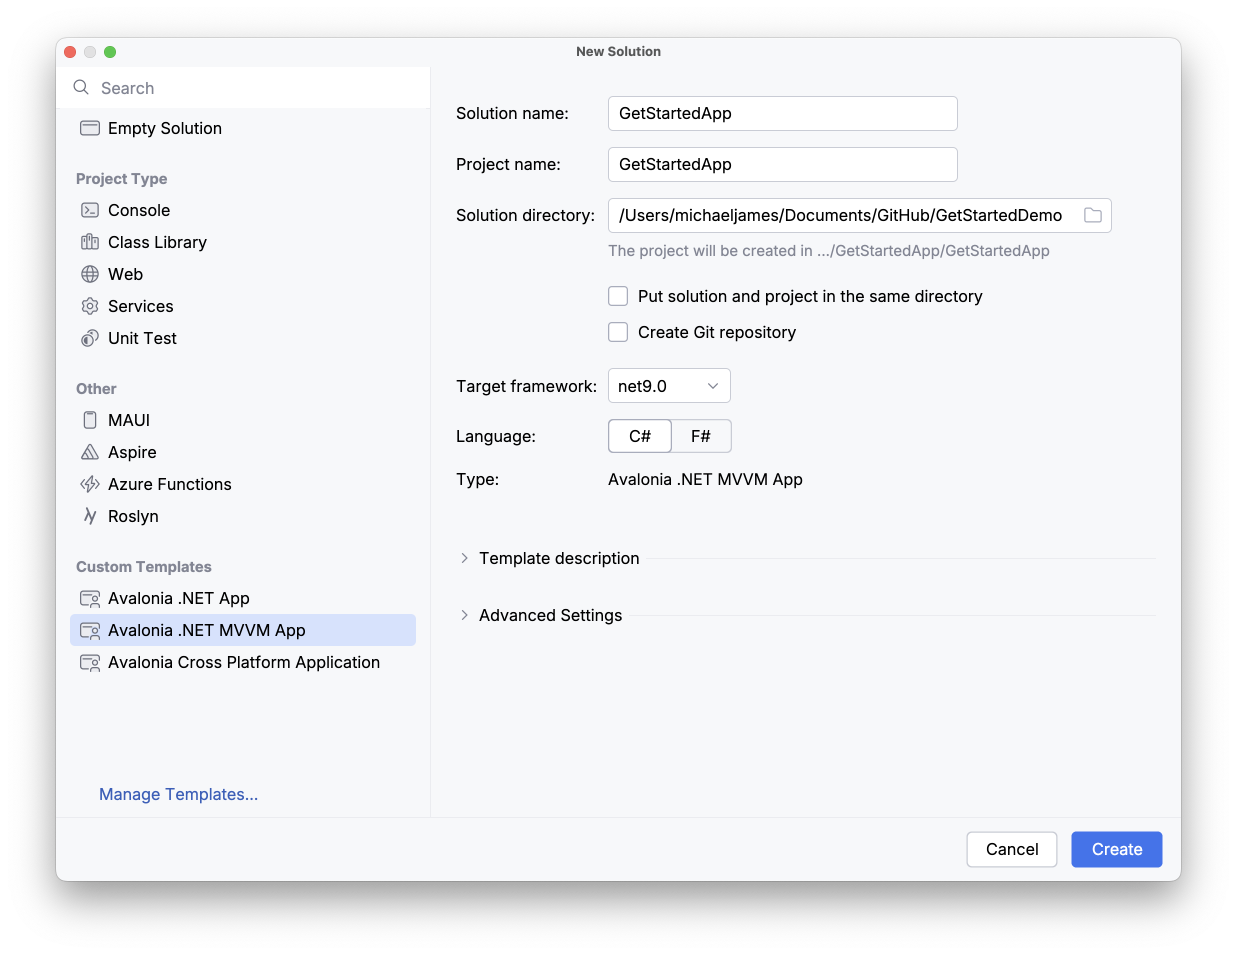 New Solution
Search
Empty Solution
Project Type
Console
Class Library
Web
Services
Unit Test
Other
MAUI
Aspire
Azure Functions
Roslyn
Custom Templates
Avalonia .NET App
Avalonia .NET MVVM App
Avalonia Cross Platform Application
Manage Templates...
Solution name: GetStartedApp
Project name: GetStartedApp
Solution directory: /Users/michaeljames/Documents/GitHub/GetStartedDemo
The project will be created in .../GetStartedApp/GetStartedApp
Put solution and project in the same directory
Create Git repository
Target framework: net9.0
Language: C# F#
Type: Avalonia .NET MVVM App
Template description
Advanced Settings
Cancel Create